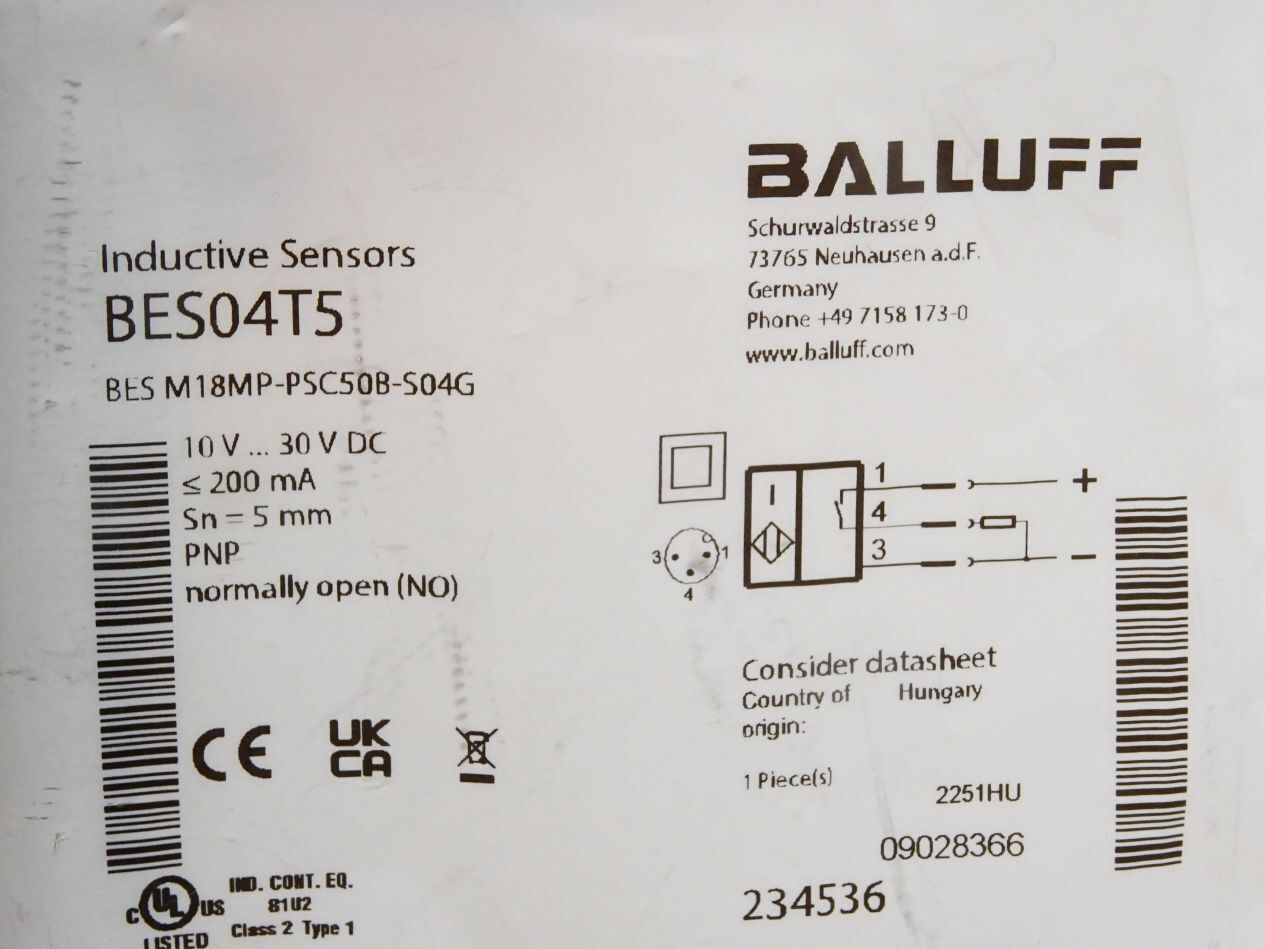 BALLUFF
Schurwaldstrasse 9
73765 Neuhausen a.d.F.
Germany
Phone +49 7158 173-0
www.balluff.com
Inductive Sensors
BES04T5
BES M18MP-PSC50B-S04G
10 V ... 30 V DC
≤ 200 mA
Sn = 5 mm
PNP
normally open (NO)
1 +
4
3 −
3 1
4
Consider datasheet
Country of origin: Hungary
1 Piece(s)
2251HU
09028366
234536
CE
UK
CA
C UL US
LISTED
IND. CONT. EQ.
81U2
Class 2 Type 1